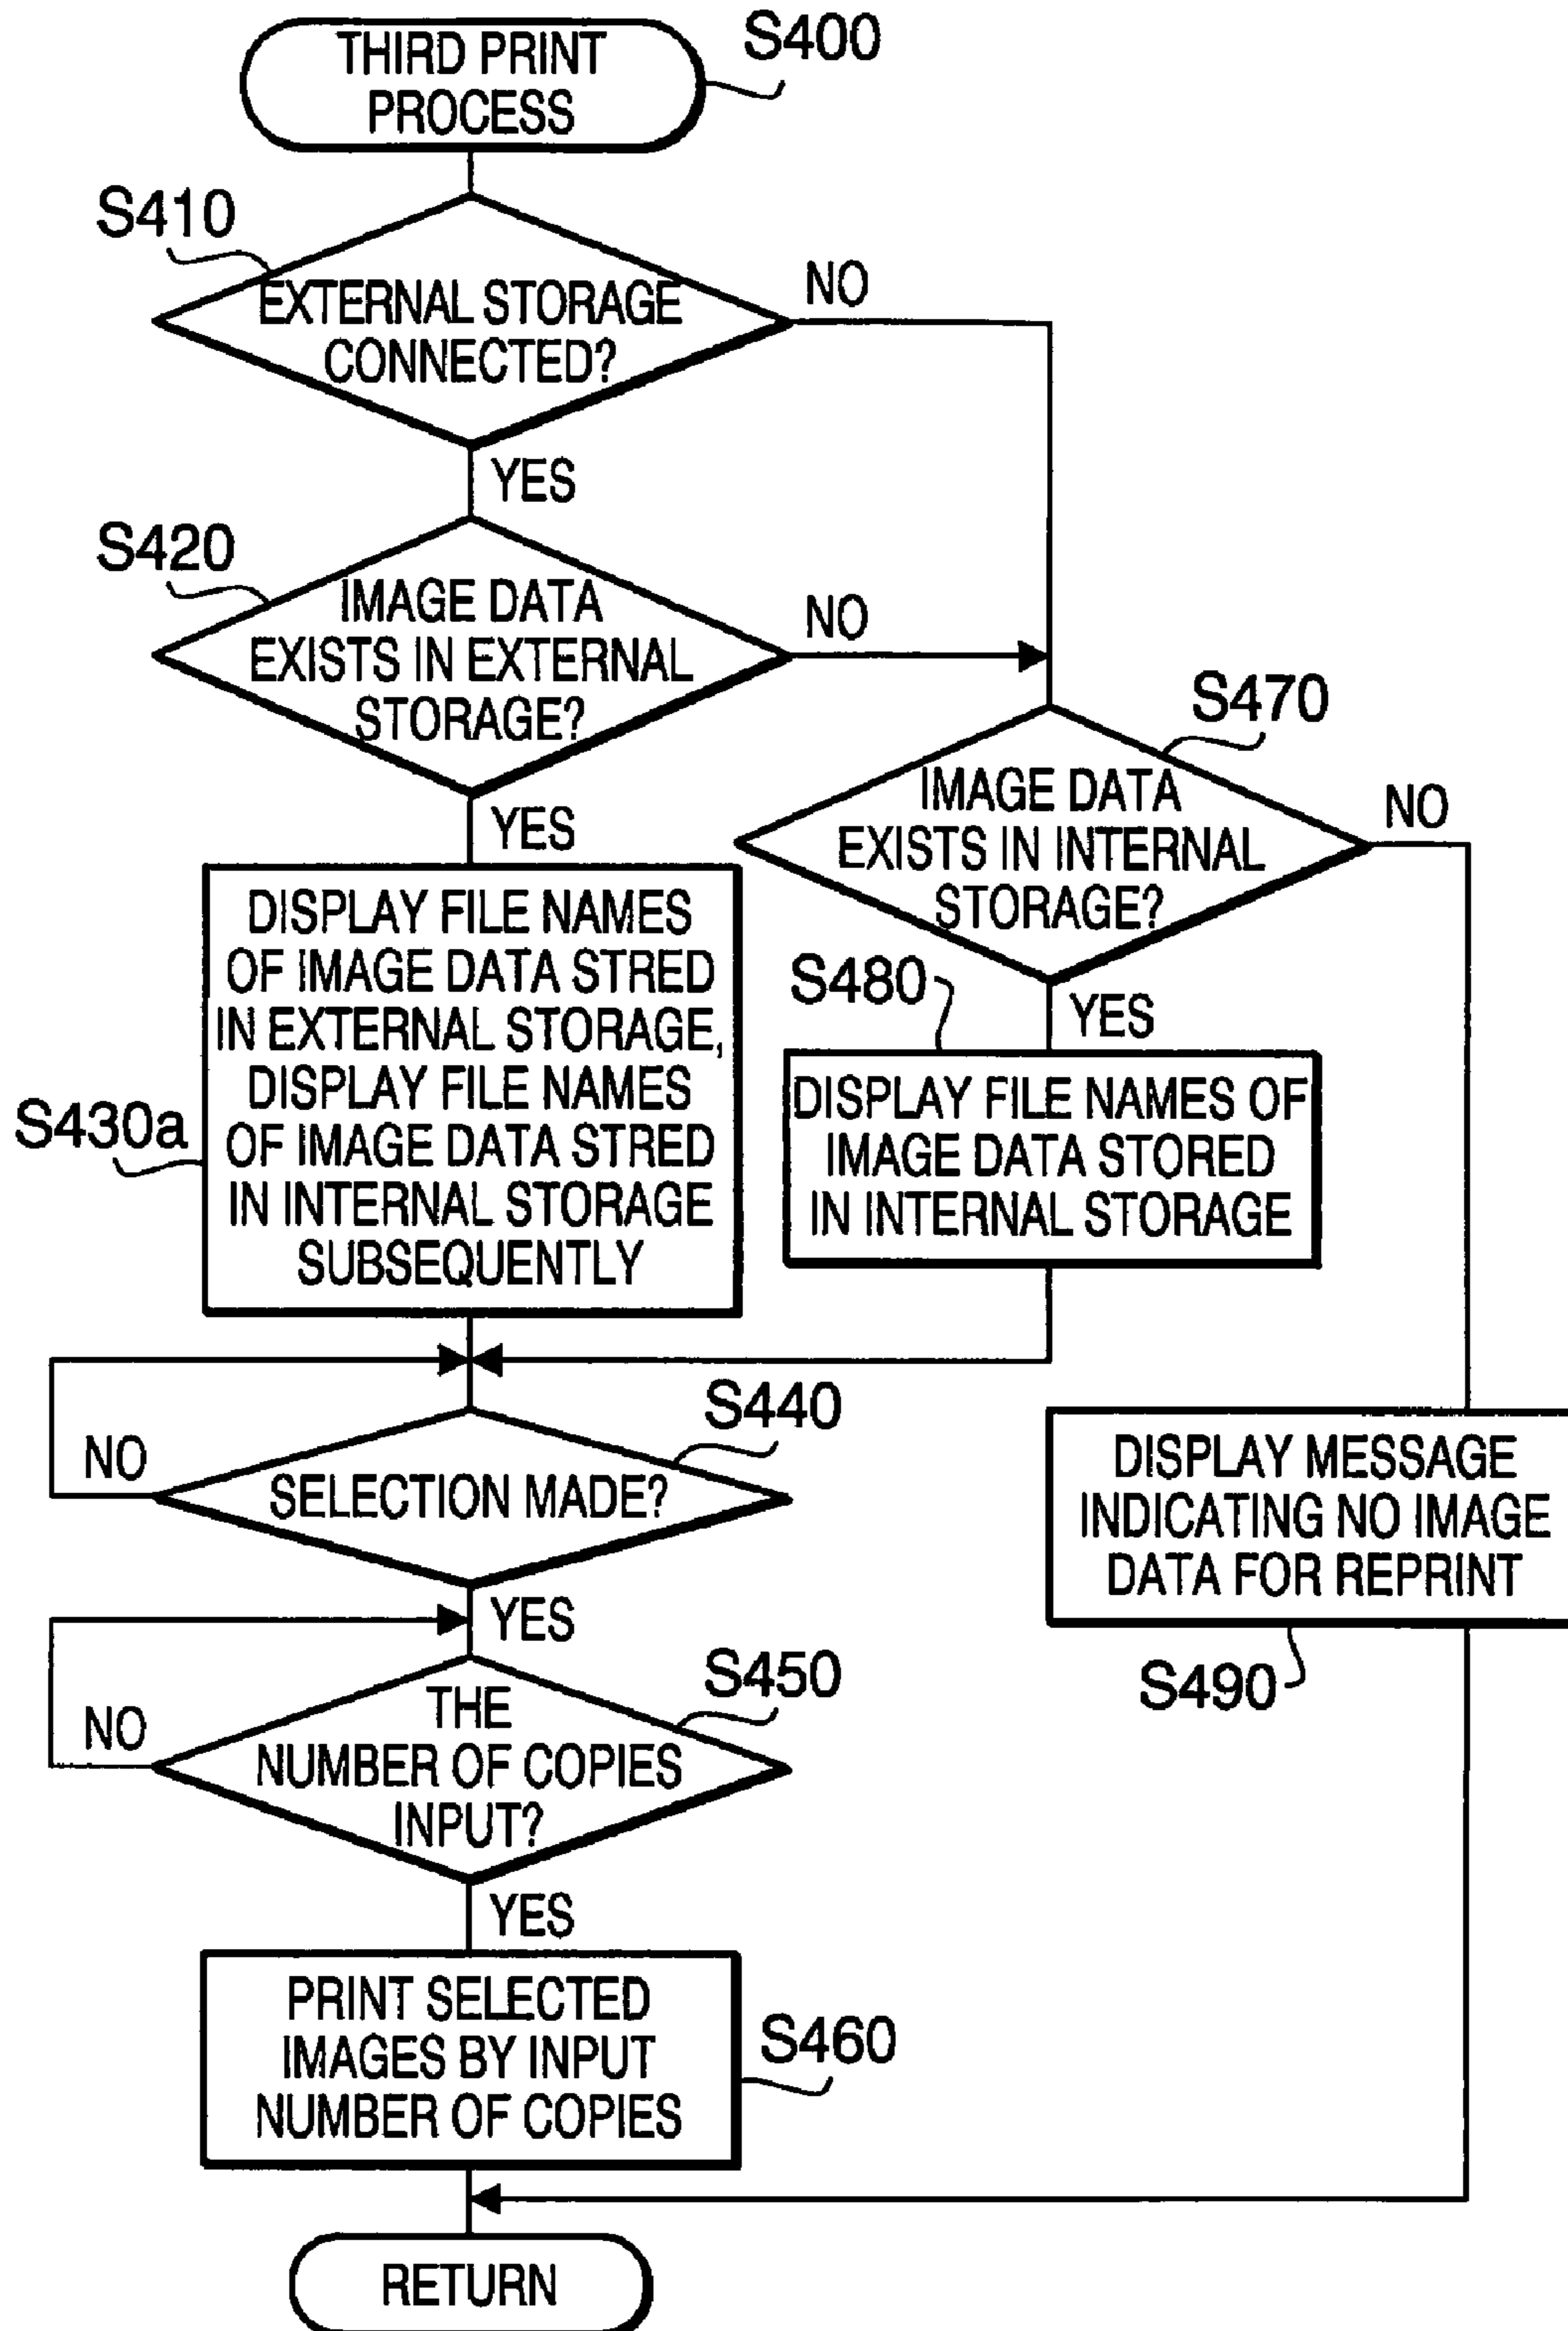 THIRD PRINT
PROCESS
S400
S410
EXTERNAL STORAGE
CONNECTED?
NO
YES
S420
IMAGE DATA
EXISTS IN EXTERNAL
STORAGE?
NO
YES
S470
IMAGE DATA
EXISTS IN INTERNAL
STORAGE?
NO
YES
S430a
DISPLAY FILE NAMES
OF IMAGE DATA STRED
IN EXTERNAL STORAGE,
DISPLAY FILE NAMES
OF IMAGE DATA STRED
IN INTERNAL STORAGE
SUBSEQUENTLY
S480
DISPLAY FILE NAMES OF
IMAGE DATA STORED
IN INTERNAL STORAGE
S440
NO
SELECTION MADE?
YES
DISPLAY MESSAGE
INDICATING NO IMAGE
DATA FOR REPRINT
S490
S450
NO
THE
NUMBER OF COPIES
INPUT?
YES
PRINT SELECTED
IMAGES BY INPUT
NUMBER OF COPIES
S460
RETURN